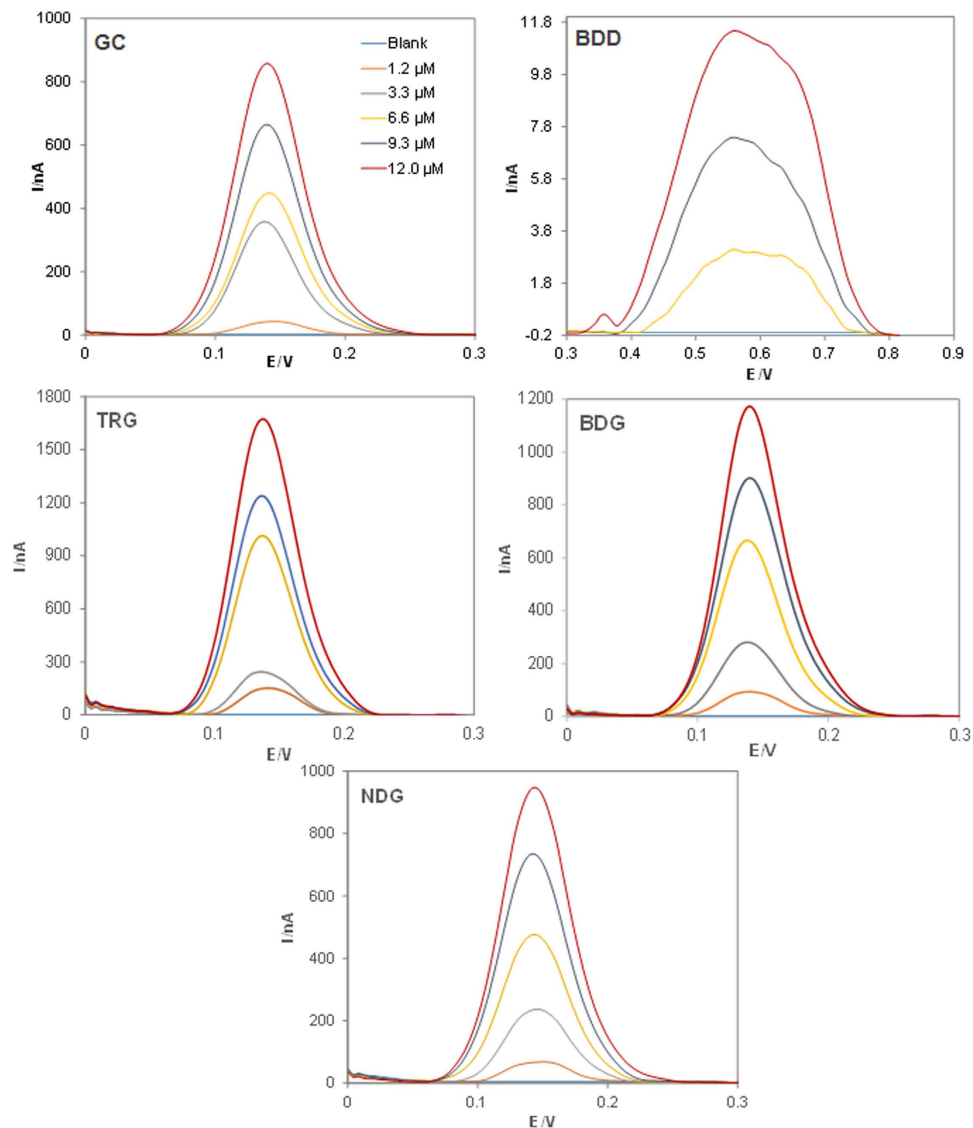 GC
I/nA
1000
800
600
400
200
0
Blank
1.2 µM
3.3 µM
6.6 µM
9.3 µM
12.0 µM
0
0.1
0.2
0.3
E /V
BDD
I/nA
11.8
9.8
7.8
5.8
3.8
1.8
-0.2
0.3
0.4
0.5
0.6
0.7
0.8
0.9
E /V
TRG
I/nA
1800
1500
1200
900
600
300
0
0
0.1
0.2
0.3
E /V
BDG
I/nA
1200
1000
800
600
400
200
0
0
0.1
0.2
0.3
E /V
NDG
I/nA
1000
800
600
400
200
0
0
0.1
0.2
0.3
E /V